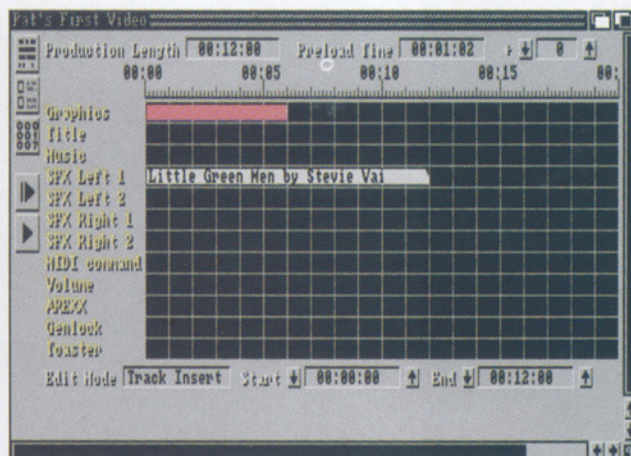 Pat's First Video
Production Length 00:12:00 Preload Time 00:01:02 + 0
00:00 00:05 00:10 00:15 00:
Graphics
Title
Music
SFX Left 1 Little Green Men by Stevie Vai
SFX Left 2
SFX Right 1
SFX Right 2
MIDI command
Volume
AREXX
Genlock
Toaster
Edit Mode Track Insert Start 00:00:00 End 00:12:00